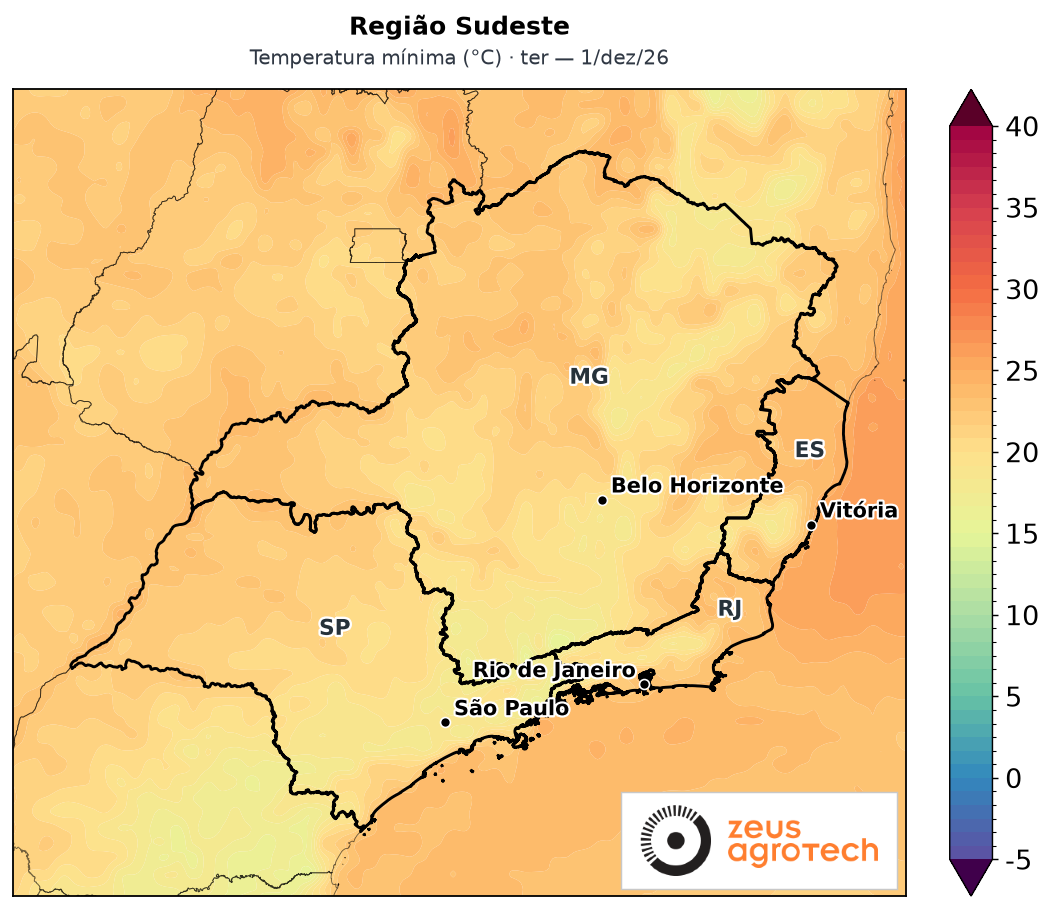 Região Sudeste
Temperatura mínima (°C) · ter — 1/dez/26
40
35
30
25
20
15
10
5
0
-5
MG
ES
Belo Horizonte
Vitória
RJ
SP
Rio de Janeiro
São Paulo
zeus
agrotech